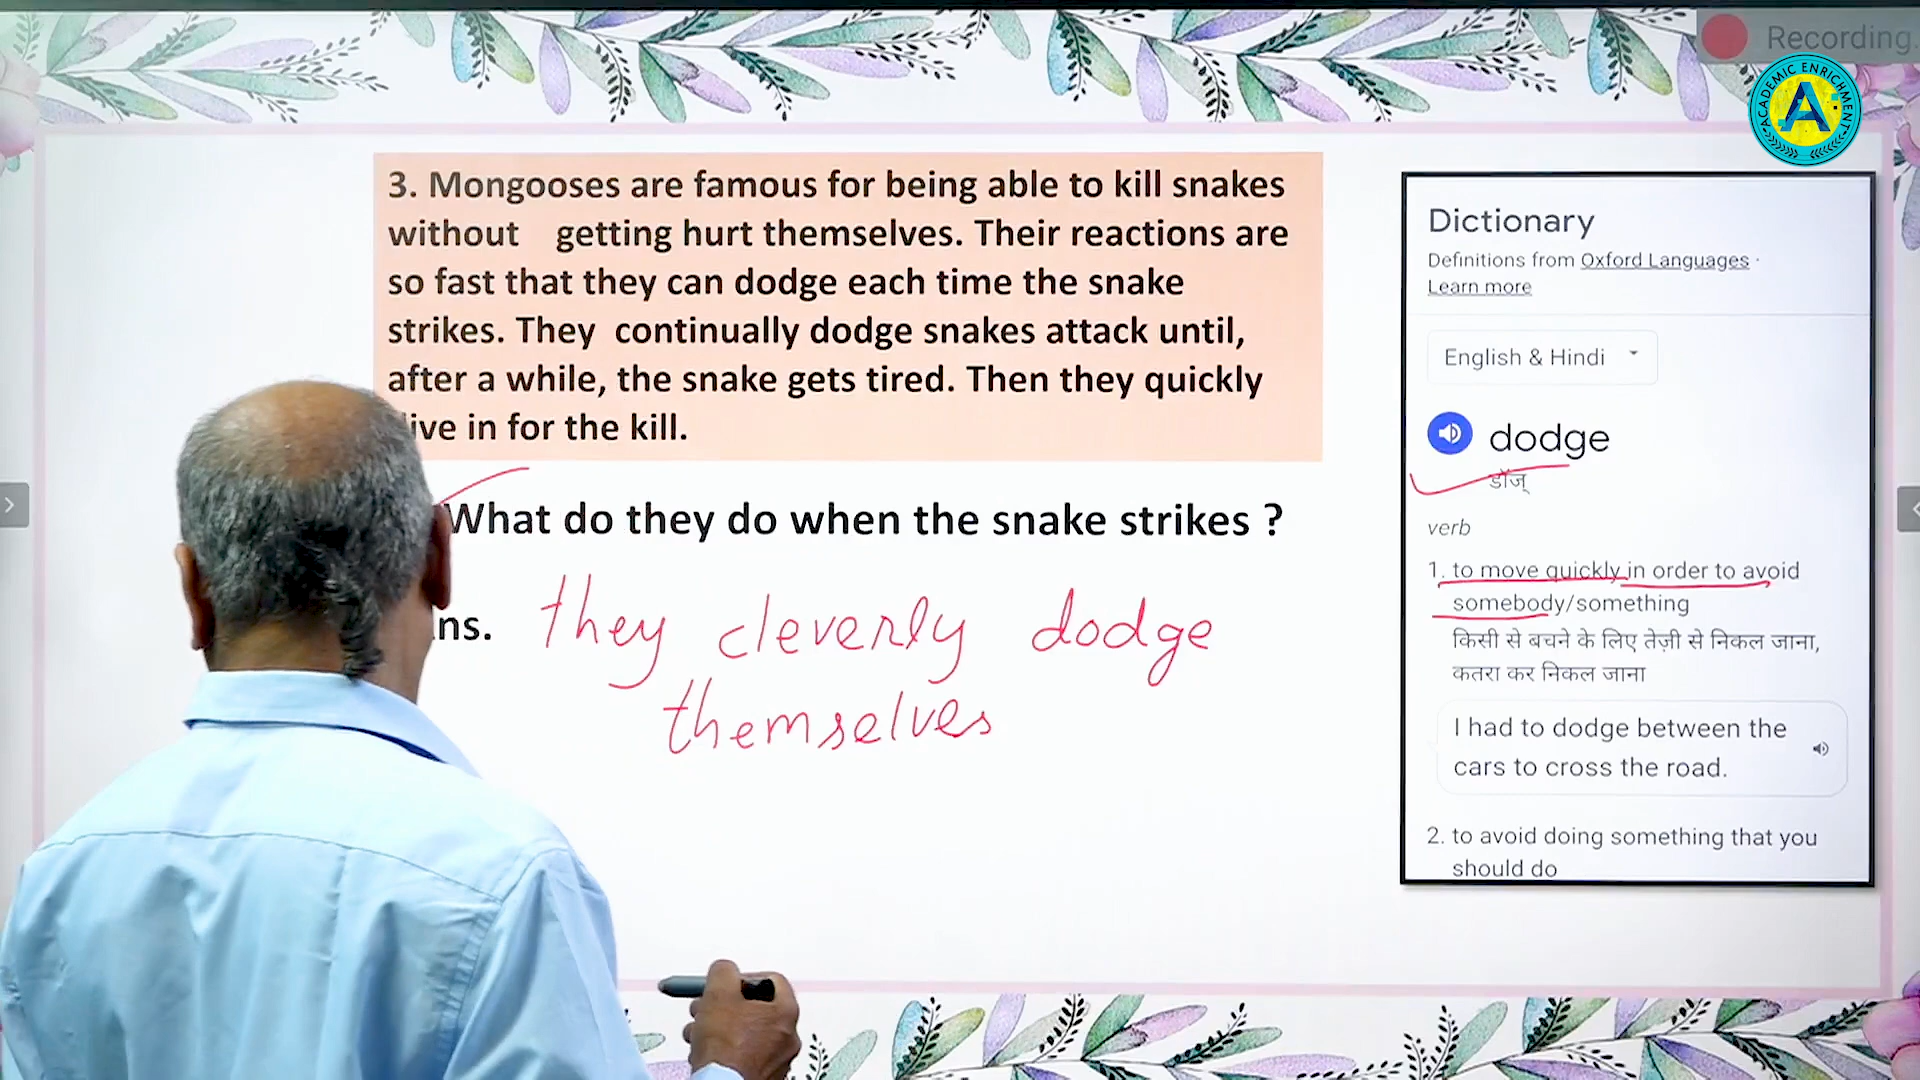 Recording.
ACADEMIC ENRICHMENT
A
3. Mongooses are famous for being able to kill snakes
without getting hurt themselves. Their reactions are
so fast that they can dodge each time the snake
strikes. They continually dodge snakes attack until,
after a while, the snake gets tired. Then they quickly
in for the kill.
What do they do when the snake strikes ?
they cleverly dodge
themselves
Dictionary
Definitions from Oxford Languages ·
Learn more
English & Hindi
dodge
डॉज्
verb
1. to move quickly in order to avoid
somebody/something
किसी से बचने के लिए तेज़ी से निकल जाना,
कतरा कर निकल जाना
I had to dodge between the
cars to cross the road.
2. to avoid doing something that you
should do